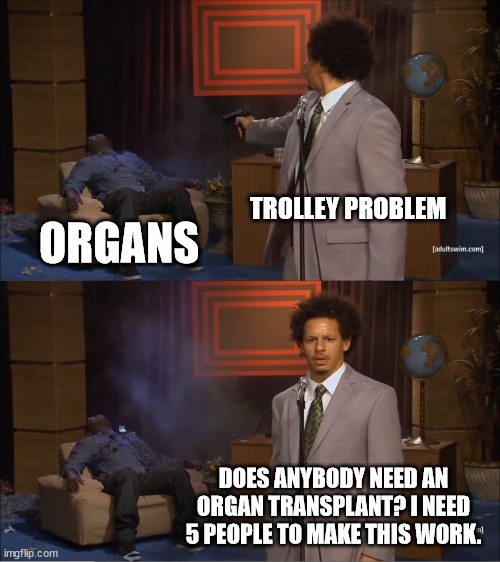 TROLLEY PROBLEM
ORGANS
[adultswim.com]
DOES ANYBODY NEED AN
ORGAN TRANSPLANT? I NEED
5 PEOPLE TO MAKE THIS WORK.
imgflip.com